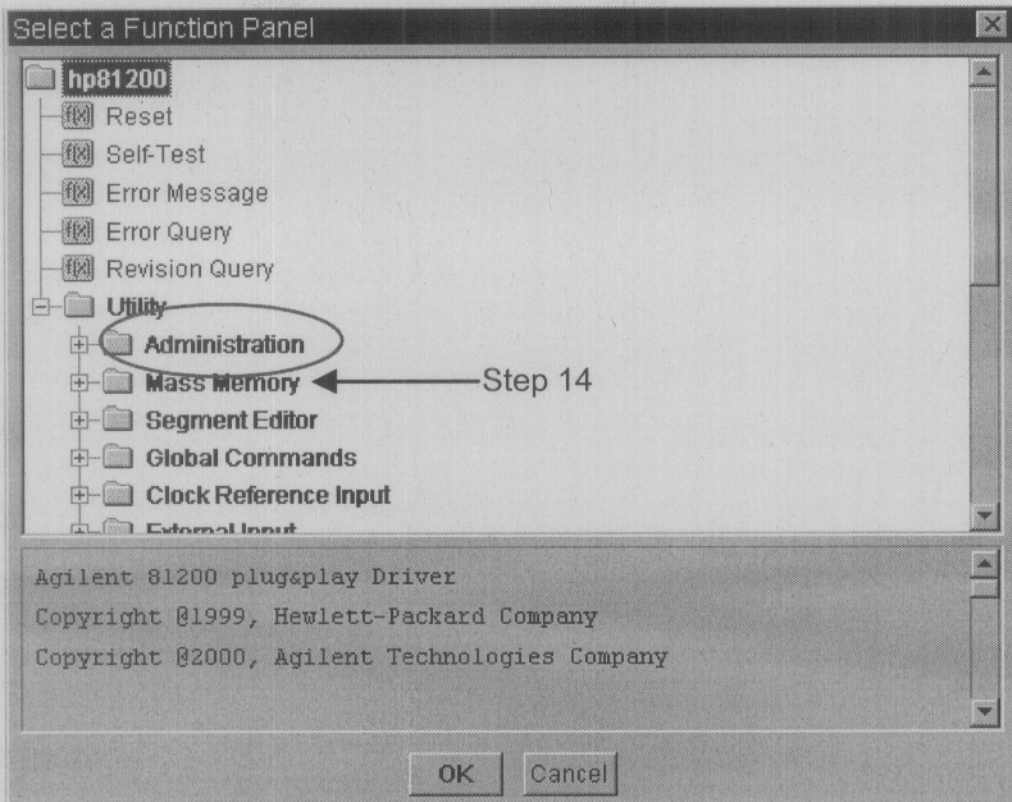 Select a Function Panel
hp81200
f(x) Reset
f(x) Self-Test
f(x) Error Message
f(x) Error Query
f(x) Revision Query
Utility
Administration
Mass Memory
Step 14
Segment Editor
Global Commands
Clock Reference Input
External Input
Agilent 81200 plug&play Driver
Copyright @1999, Hewlett-Packard Company
Copyright @2000, Agilent Technologies Company
OK Cancel